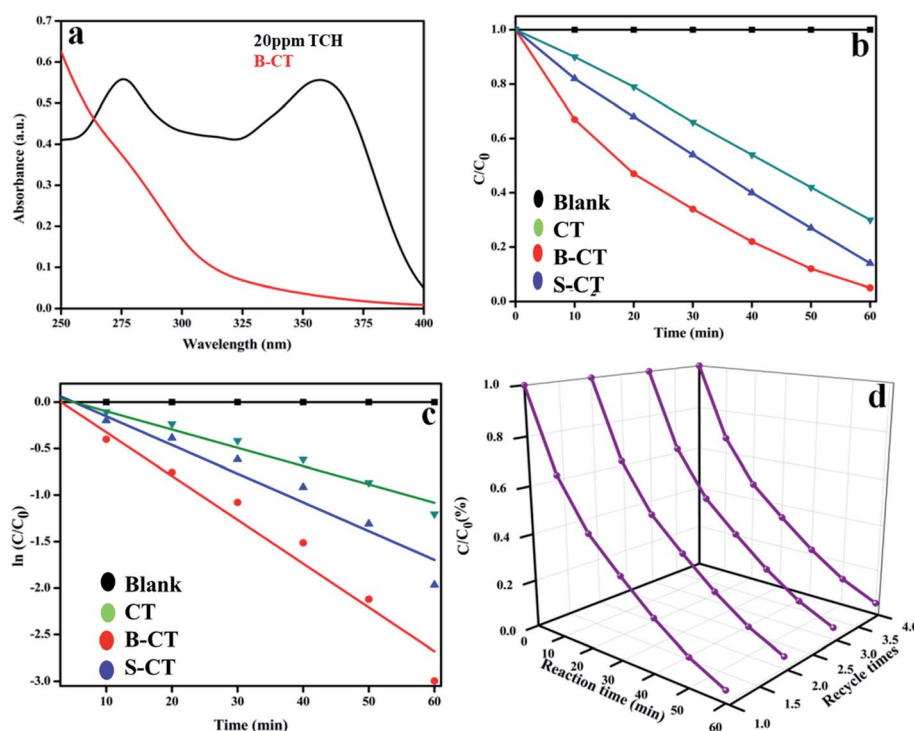 a
20ppm TCH
B-CT
0.7
0.6
0.5
0.4
0.3
0.2
0.1
0.0
250 275 300 325 350 375 400
Absorbance (a.u.)
Wavelength (nm)
b
1.0
0.8
0.6
0.4
0.2
0.0
0 10 20 30 40 50 60
C/C0
Time (min)
Blank
CT
B-CT
S-CT
c
0.0
-0.5
-1.0
-1.5
-2.0
-2.5
-3.0
10 20 30 40 50 60
ln (C/C0)
Time (min)
Blank
CT
B-CT
S-CT
d
1.0
0.8
0.6
0.4
0.2
0.0
C/C0(%)
0 10 20 30 40 50 60
Reaction time (min)
1.0 1.5 2.0 2.5 3.0 3.5 4.0
Recycle times